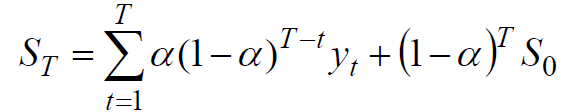 S_T = \sum_{t=1}^{T} \alpha(1-\alpha)^{T-t} y_t + (1-\alpha)^T S_0